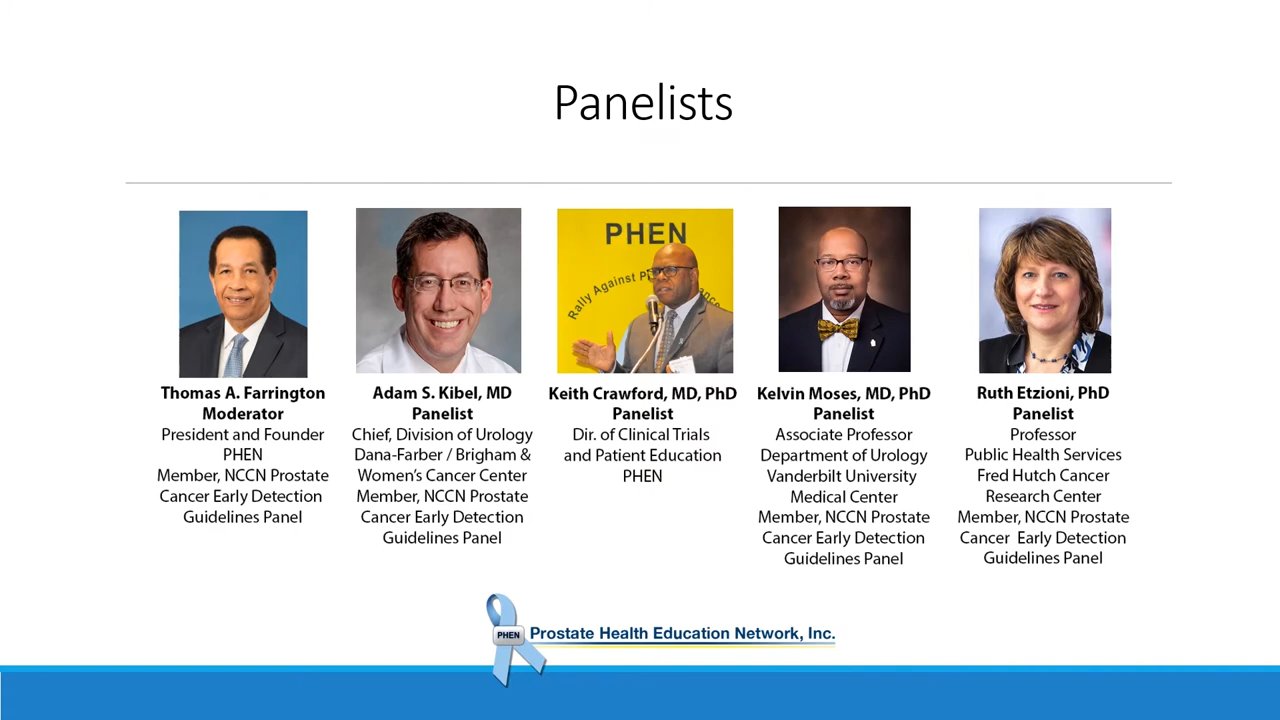 Panelists
PHEN
Rally Against P
ance
Thomas A. Farrington
Moderator
President and Founder
PHEN
Member, NCCN Prostate
Cancer Early Detection
Guidelines Panel
Adam S. Kibel, MD
Panelist
Chief, Division of Urology
Dana-Farber / Brigham &
Women's Cancer Center
Member, NCCN Prostate
Cancer Early Detection
Guidelines Panel
Keith Crawford, MD, PhD
Panelist
Dir. of Clinical Trials
and Patient Education
PHEN
Kelvin Moses, MD, PhD
Panelist
Associate Professor
Department of Urology
Vanderbilt University
Medical Center
Member, NCCN Prostate
Cancer Early Detection
Guidelines Panel
Ruth Etzioni, PhD
Panelist
Professor
Public Health Services
Fred Hutch Cancer
Research Center
Member, NCCN Prostate
Cancer Early Detection
Guidelines Panel
PHEN
Prostate Health Education Network, Inc.